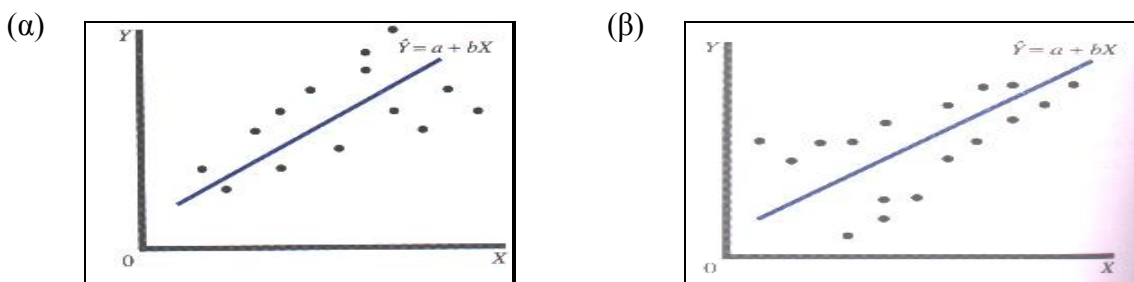 (α)
Y
Ŷ = a + bX
0
X
(β)
Y
Ŷ = a + bX
0
X